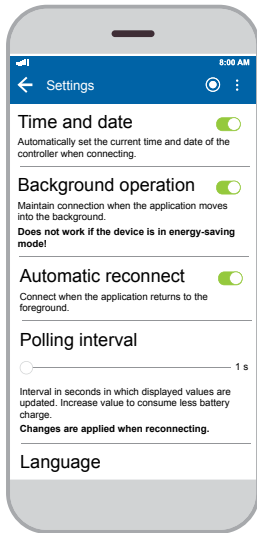 8:00 AM
Settings
Time and date
Automatically set the current time and date of the
controller when connecting.
Background operation
Maintain connection when the application moves
into the background.
Does not work if the device is in energy-saving
mode!
Automatic reconnect
Connect when the application returns to the
foreground.
Polling interval
1 s
Interval in seconds in which displayed values are
updated. Increase value to consume less battery
charge.
Changes are applied when reconnecting.
Language